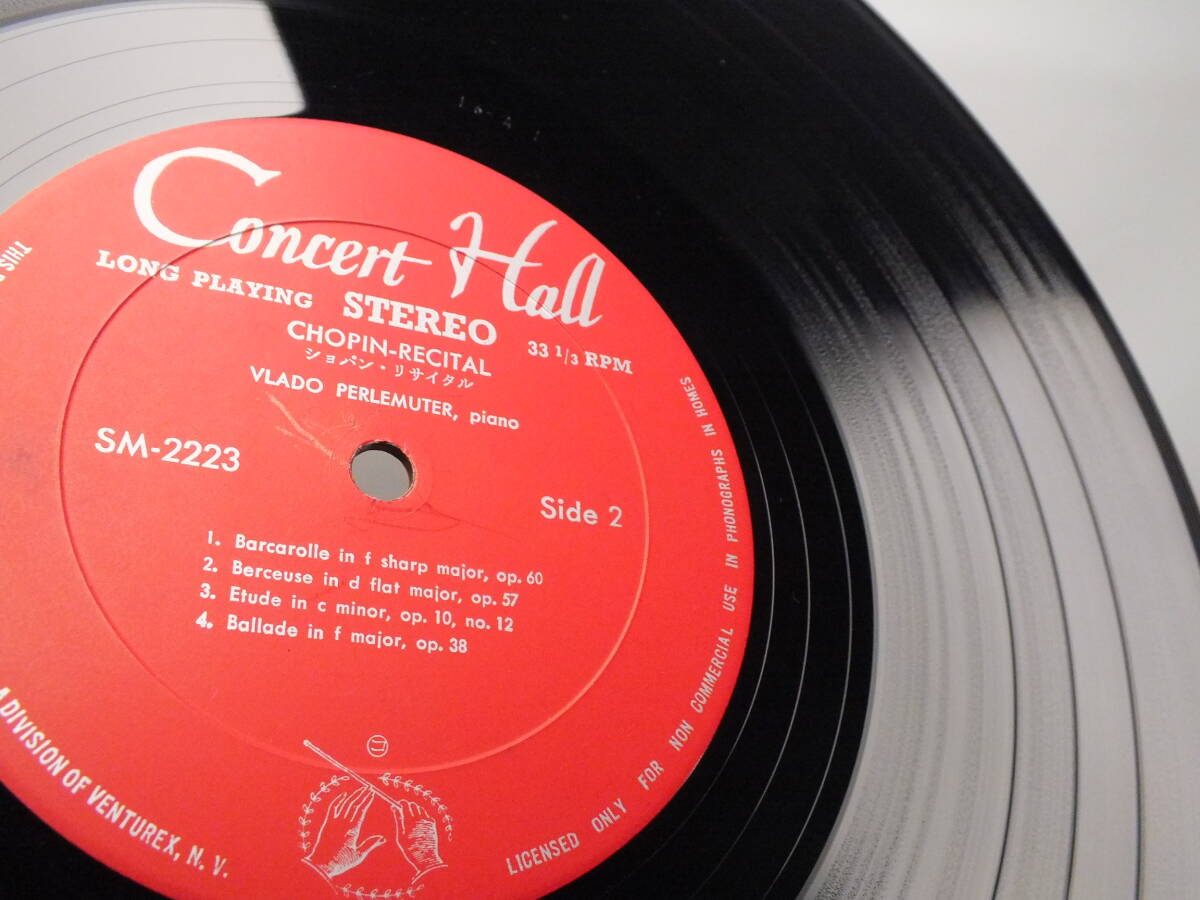 Concert Hall
LONG PLAYING STEREO 33 1/3 RPM
CHOPIN-RECITAL
ショパン・リサイタル
VLADO PERLEMUTER, piano
SM-2223
Side 2
1. Barcarolle in f sharp major, op. 60
2. Berceuse in d flat major, op. 57
3. Etude in c minor, op. 10, no. 12
4. Ballade in f major, op. 38
THIS
A DIVISION OF VENTUREX, N. V.
LICENSED ONLY FOR NON COMMERCIAL USE IN PHONOGRAPHS IN HOMES